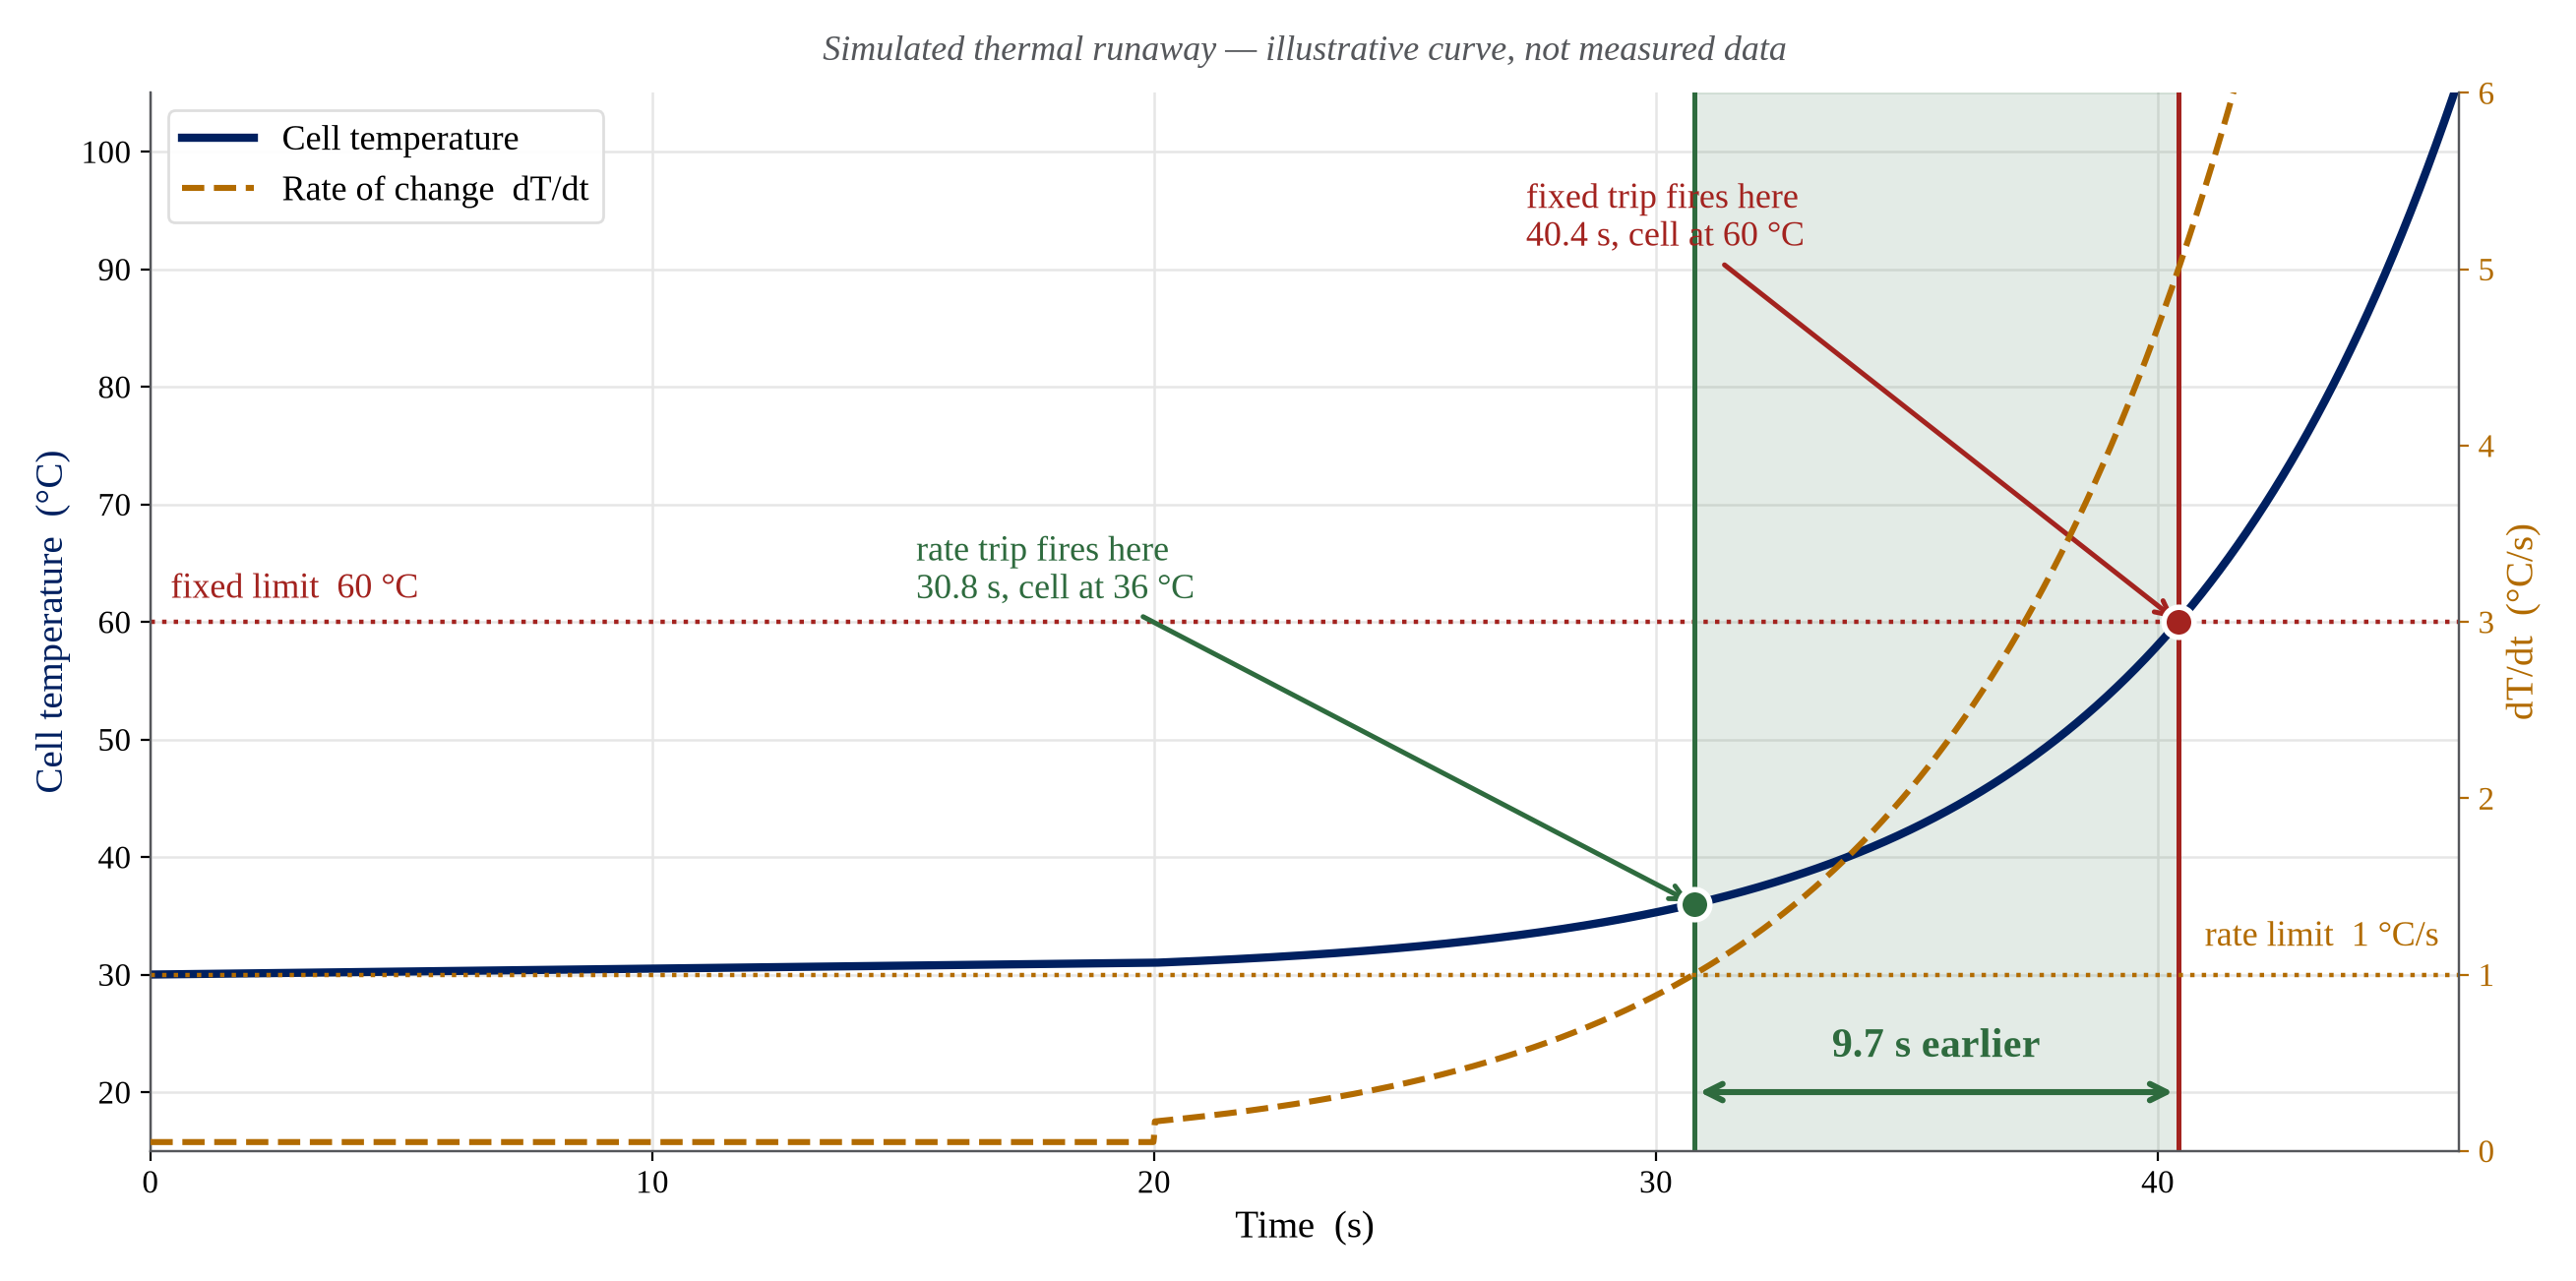 Simulated thermal runaway — illustrative curve, not measured data
Cell temperature
Rate of change dT/dt
fixed trip fires here
40.4 s, cell at 60 °C
rate trip fires here
30.8 s, cell at 36 °C
fixed limit 60 °C
rate limit 1 °C/s
9.7 s earlier
Cell temperature (°C)
100
90
80
70
60
50
40
30
20
dT/dt (°C/s)
6
5
4
3
2
1
0
0
10
20
30
40
Time (s)